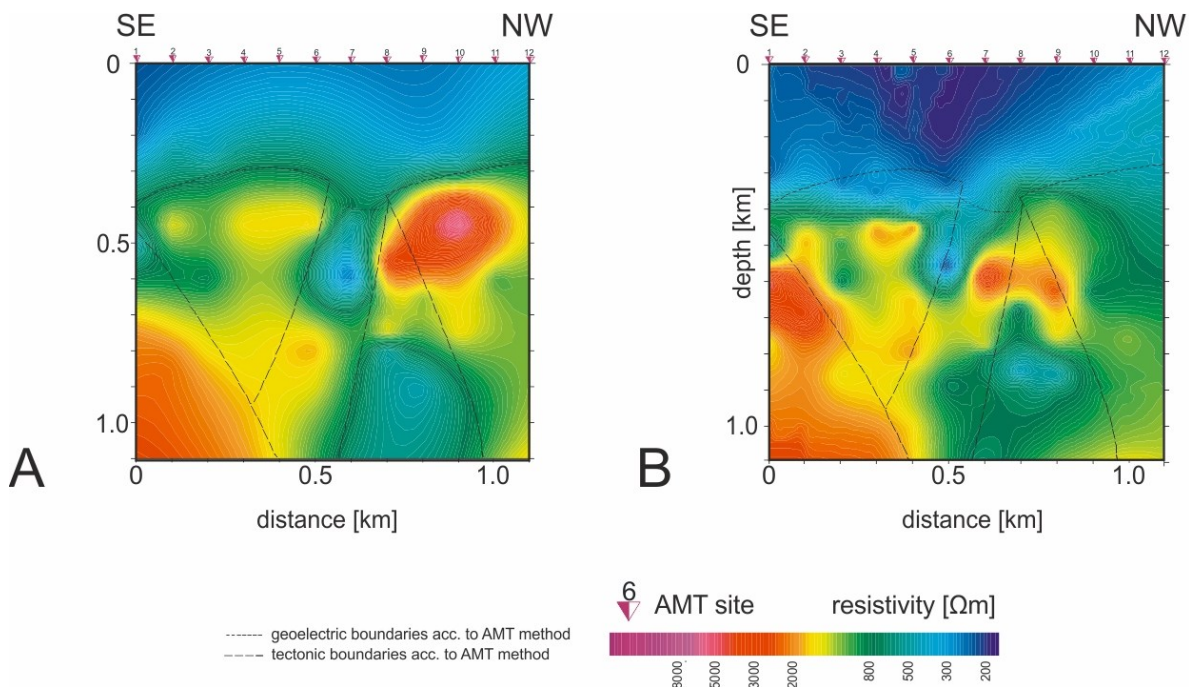 SE NW
1 2 3 4 5 6 7 8 9 10 11 12
0
0.5
1.0
0 0.5 1.0
distance [km]
A
SE NW
1 2 3 4 5 6 7 8 9 10 11 12
0
depth [km]
1.0
0 0.5 1.0
distance [km]
B
6
AMT site resistivity [Ωm]
8000 5000 3000 2000 800 500 300 200
geoelectric boundaries acc. to AMT method
tectonic boundaries acc. to AMT method